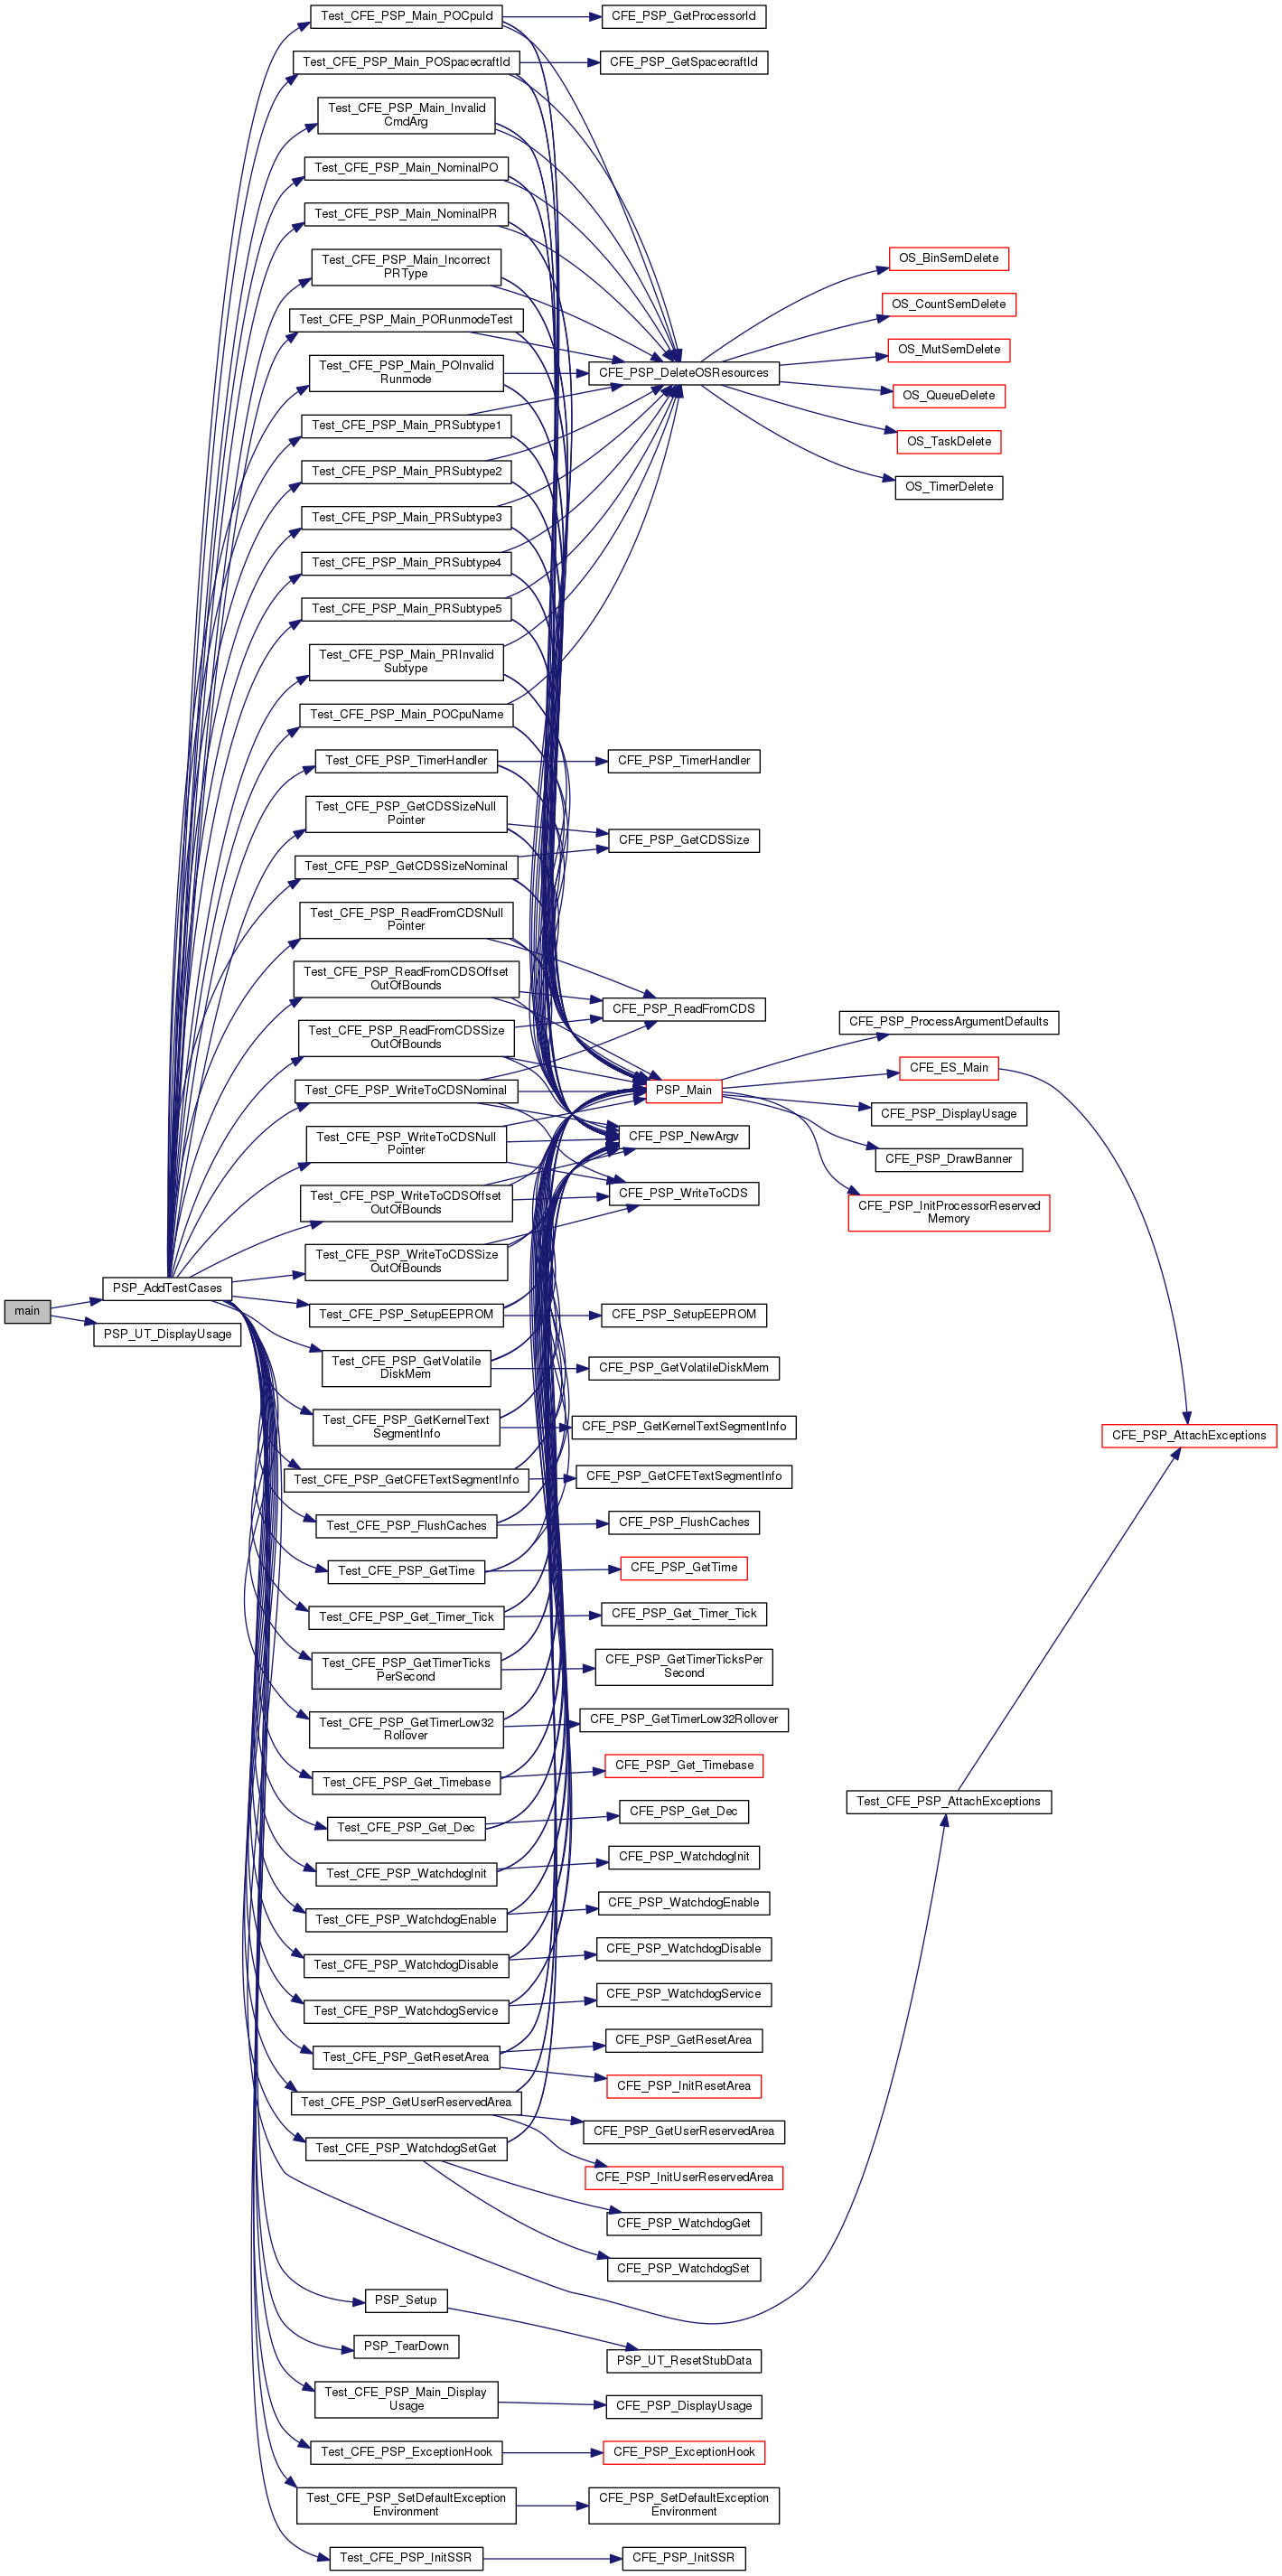 main
PSP_AddTestCases
PSP_UT_DisplayUsage
Test_CFE_PSP_Main_POCpuId
Test_CFE_PSP_Main_POSpacecraftId
Test_CFE_PSP_Main_Invalid
CmdArg
Test_CFE_PSP_Main_NominalPO
Test_CFE_PSP_Main_NominalPR
Test_CFE_PSP_Main_Incorrect
PRType
Test_CFE_PSP_Main_PORunmodeTest
Test_CFE_PSP_Main_POInvalid
Runmode
Test_CFE_PSP_Main_PRSubtype1
Test_CFE_PSP_Main_PRSubtype2
Test_CFE_PSP_Main_PRSubtype3
Test_CFE_PSP_Main_PRSubtype4
Test_CFE_PSP_Main_PRSubtype5
Test_CFE_PSP_Main_PRInvalid
Subtype
Test_CFE_PSP_Main_POCpuName
Test_CFE_PSP_TimerHandler
Test_CFE_PSP_GetCDSSizeNull
Pointer
Test_CFE_PSP_GetCDSSizeNominal
Test_CFE_PSP_ReadFromCDSNull
Pointer
Test_CFE_PSP_ReadFromCDSOffset
OutOfBounds
Test_CFE_PSP_ReadFromCDSSize
OutOfBounds
Test_CFE_PSP_WriteToCDSNominal
Test_CFE_PSP_WriteToCDSNull
Pointer
Test_CFE_PSP_WriteToCDSOffset
OutOfBounds
Test_CFE_PSP_WriteToCDSSize
OutOfBounds
Test_CFE_PSP_SetupEEPROM
Test_CFE_PSP_GetVolatile
DiskMem
Test_CFE_PSP_GetKernelText
SegmentInfo
Test_CFE_PSP_GetCFETextSegmentInfo
Test_CFE_PSP_FlushCaches
Test_CFE_PSP_GetTime
Test_CFE_PSP_Get_Timer_Tick
Test_CFE_PSP_GetTimerTicks
PerSecond
Test_CFE_PSP_GetTimerLow32
Rollover
Test_CFE_PSP_Get_Timebase
Test_CFE_PSP_Get_Dec
Test_CFE_PSP_WatchdogInit
Test_CFE_PSP_WatchdogEnable
Test_CFE_PSP_WatchdogDisable
Test_CFE_PSP_WatchdogService
Test_CFE_PSP_GetResetArea
Test_CFE_PSP_GetUserReservedArea
Test_CFE_PSP_WatchdogSetGet
PSP_Setup
PSP_TearDown
Test_CFE_PSP_Main_Display
Usage
Test_CFE_PSP_ExceptionHook
Test_CFE_PSP_SetDefaultException
Environment
Test_CFE_PSP_InitSSR
CFE_PSP_GetProcessorId
CFE_PSP_GetSpacecraftId
CFE_PSP_DeleteOSResources
CFE_PSP_TimerHandler
CFE_PSP_GetCDSSize
CFE_PSP_ReadFromCDS
PSP_Main
CFE_PSP_NewArgv
CFE_PSP_WriteToCDS
CFE_PSP_SetupEEPROM
CFE_PSP_GetVolatileDiskMem
CFE_PSP_GetKernelTextSegmentInfo
CFE_PSP_GetCFETextSegmentInfo
CFE_PSP_FlushCaches
CFE_PSP_GetTime
CFE_PSP_Get_Timer_Tick
CFE_PSP_GetTimerTicksPer
Second
CFE_PSP_GetTimerLow32Rollover
CFE_PSP_Get_Timebase
CFE_PSP_Get_Dec
CFE_PSP_WatchdogInit
CFE_PSP_WatchdogEnable
CFE_PSP_WatchdogDisable
CFE_PSP_WatchdogService
CFE_PSP_GetResetArea
CFE_PSP_InitResetArea
CFE_PSP_GetUserReservedArea
CFE_PSP_InitUserReservedArea
CFE_PSP_WatchdogGet
CFE_PSP_WatchdogSet
PSP_UT_ResetStubData
CFE_PSP_DisplayUsage
CFE_PSP_ExceptionHook
CFE_PSP_SetDefaultException
Environment
CFE_PSP_InitSSR
OS_BinSemDelete
OS_CountSemDelete
OS_MutSemDelete
OS_QueueDelete
OS_TaskDelete
OS_TimerDelete
CFE_PSP_ProcessArgumentDefaults
CFE_ES_Main
CFE_PSP_DisplayUsage
CFE_PSP_DrawBanner
CFE_PSP_InitProcessorReserved
Memory
Test_CFE_PSP_AttachExceptions
CFE_PSP_AttachExceptions